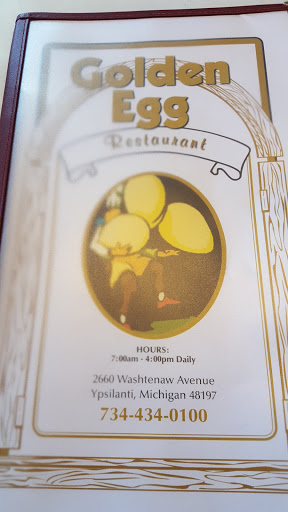 Golden
Egg
Restaurant
HOURS:
7:00am - 4:00pm Daily
2660 Washtenaw Avenue
Ypsilanti, Michigan 48197
734-434-0100